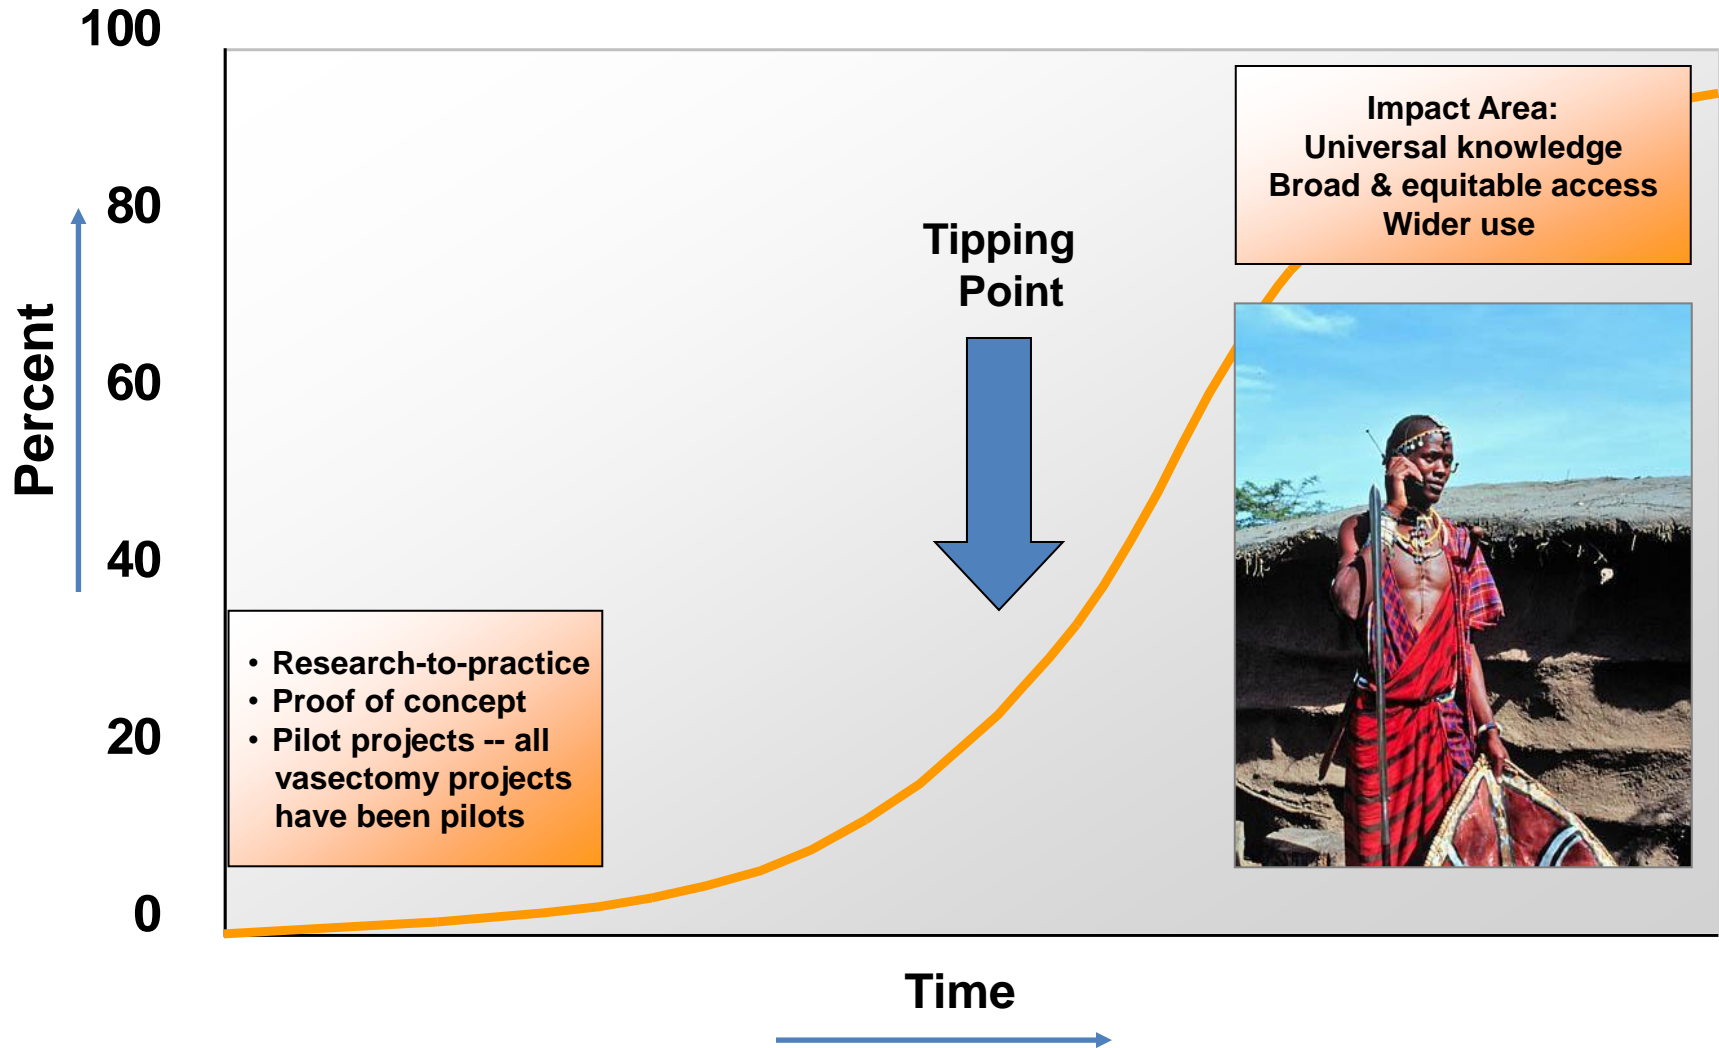 100
80
60
40
20
0
Percent
Tipping
Point
Impact Area:
Universal knowledge
Broad & equitable access
Wider use
• Research-to-practice
• Proof of concept
• Pilot projects -- all
vasectomy projects
have been pilots
Time